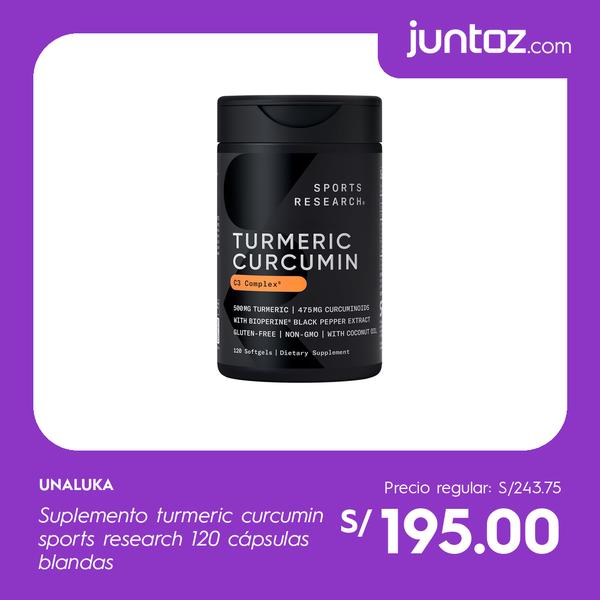 juntoz.com
SPORTS
RESEARCH®
TURMERIC
CURCUMIN
C3 Complex®
500MG TURMERIC | 475MG CURCUMINOIDS
WITH BIOPERINE® BLACK PEPPER EXTRACT
GLUTEN-FREE | NON-GMO | WITH COCONUT OIL
120 Softgels | Dietary Supplement
UNALUKA
Suplemento turmeric curcumin
sports research 120 cápsulas
blandas
Precio regular: S/243.75
S/195.00